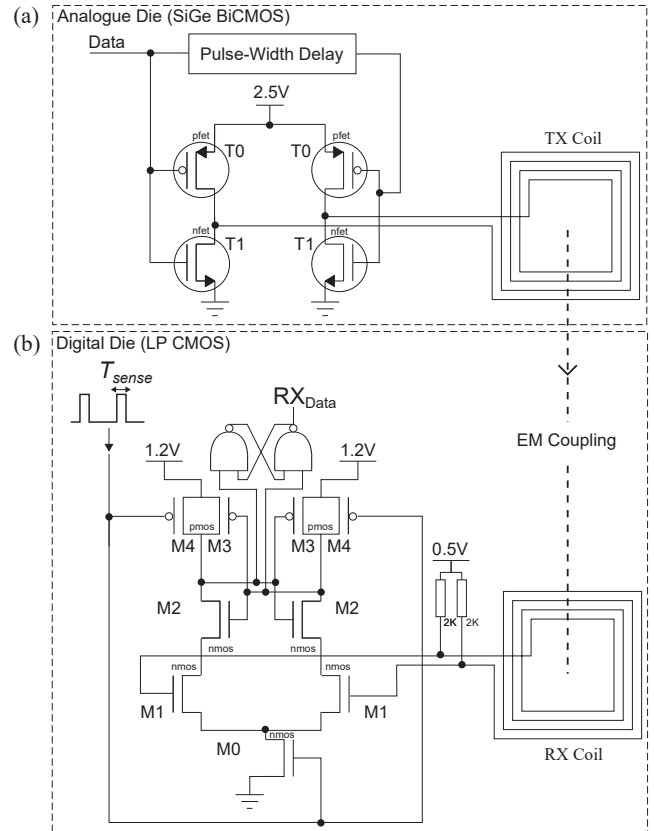 (a)
Analogue Die (SiGe BiCMOS)
Data
Pulse-Width Delay
2.5V
pfet
pfet
T0
T0
TX Coil
nfet
nfet
T1
T1
(b)
Digital Die (LP CMOS)
Tsense
RXData
EM Coupling
1.2V
1.2V
pmos
pmos
M4
M3
M3
M4
0.5V
M2
M2
2K
2K
nmos
nmos
nmos
nmos
M1
M1
M0
nmos
RX Coil